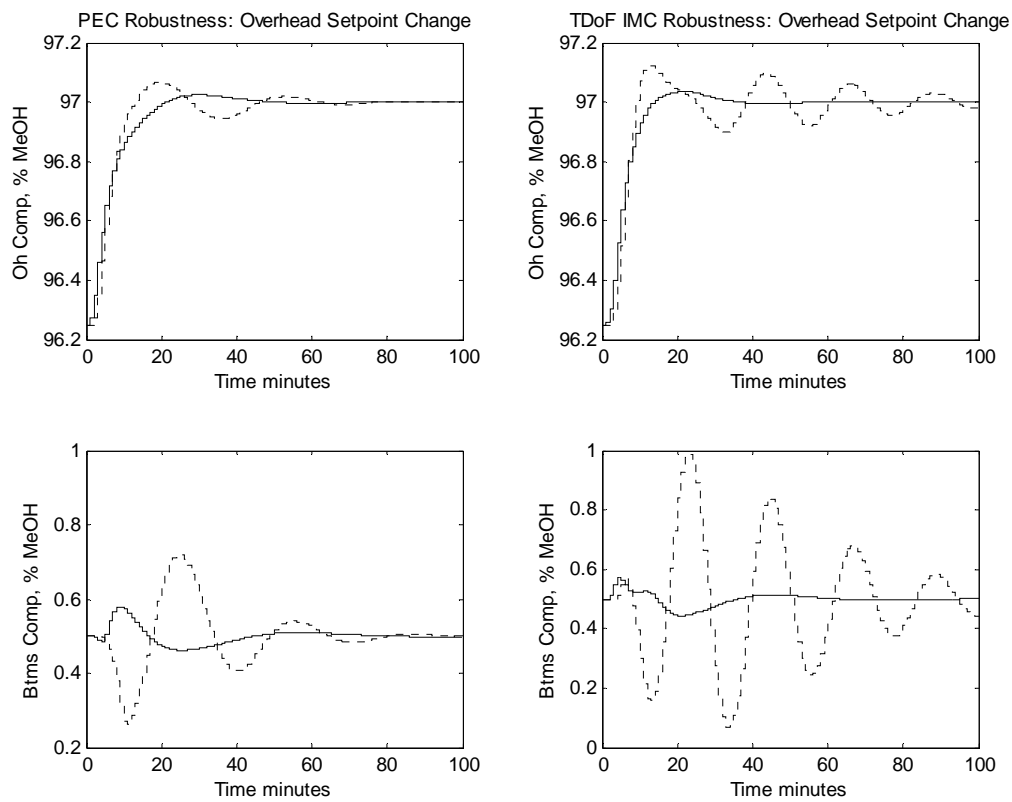 PEC Robustness: Overhead Setpoint Change
97.2
97
96.8
96.6
96.4
96.2
Oh Comp, % MeOH
0 20 40 60 80 100
Time minutes
TDoF IMC Robustness: Overhead Setpoint Change
97.2
97
96.8
96.6
96.4
96.2
Oh Comp, % MeOH
0 20 40 60 80 100
Time minutes
1
0.8
0.6
0.4
0.2
Btms Comp, % MeOH
0 20 40 60 80 100
Time minutes
1
0.8
0.6
0.4
0.2
0
Btms Comp, % MeOH
0 20 40 60 80 100
Time minutes